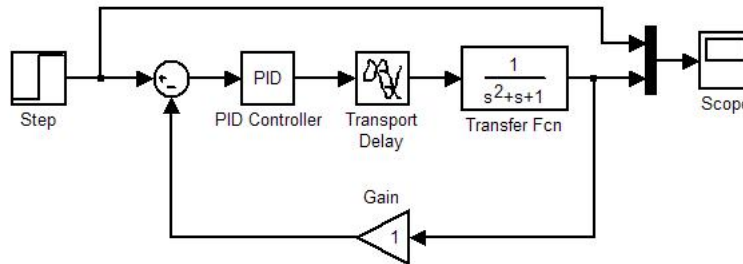 Step
PID
PID Controller
Transport
Delay
1
s²+s+1
Transfer Fcn
Scope
Gain
1